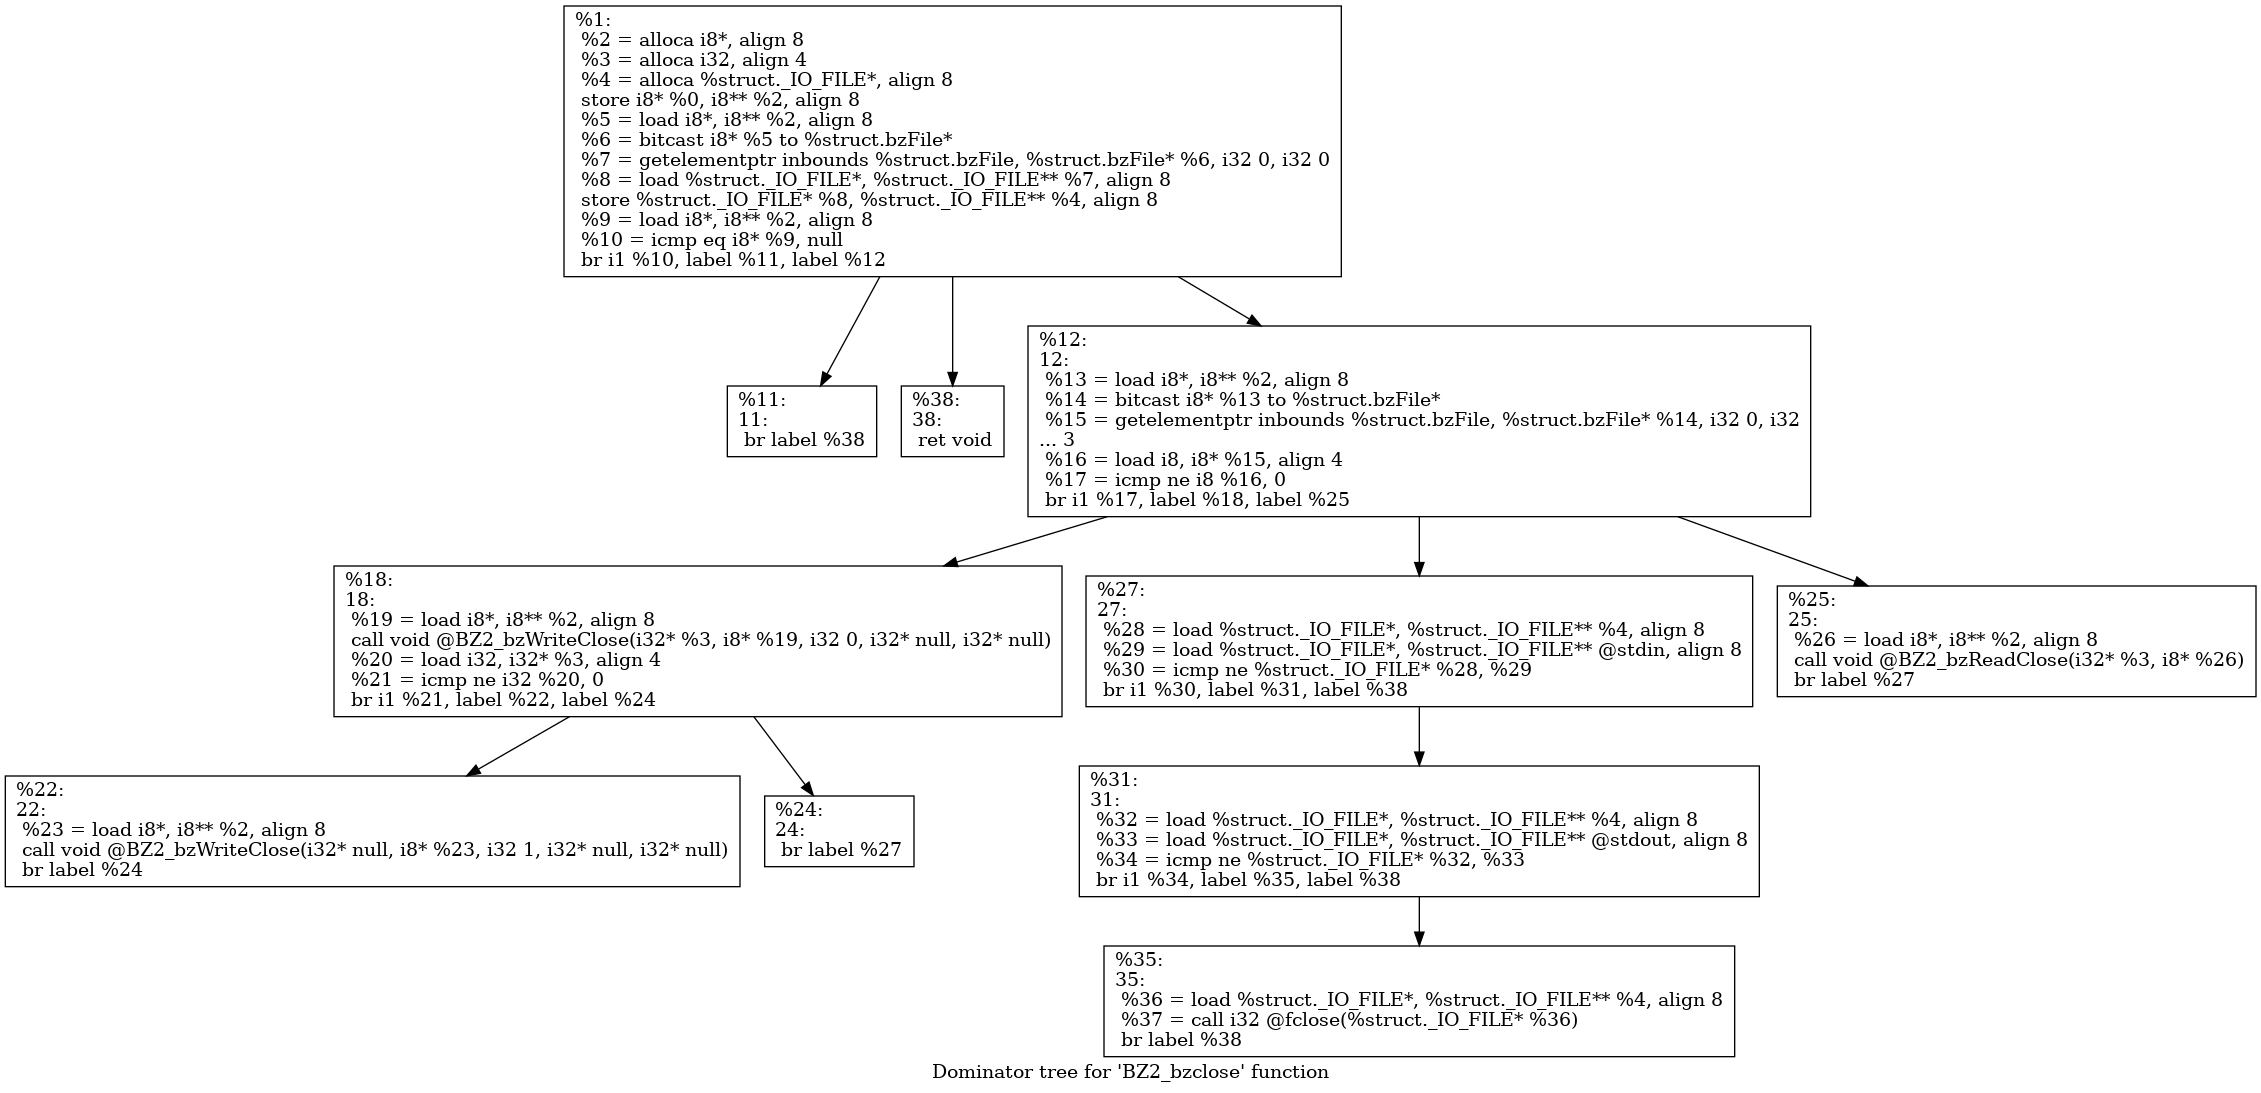 %1:
%2 = alloca i8*, align 8
%3 = alloca i32, align 4
%4 = alloca %struct._IO_FILE*, align 8
store i8* %0, i8** %2, align 8
%5 = load i8*, i8** %2, align 8
%6 = bitcast i8* %5 to %struct.bzFile*
%7 = getelementptr inbounds %struct.bzFile, %struct.bzFile* %6, i32 0, i32 0
%8 = load %struct._IO_FILE*, %struct._IO_FILE** %7, align 8
store %struct._IO_FILE* %8, %struct._IO_FILE** %4, align 8
%9 = load i8*, i8** %2, align 8
%10 = icmp eq i8* %9, null
br i1 %10, label %11, label %12
%11:
11:
br label %38
%38:
38:
ret void
%12:
12:
%13 = load i8*, i8** %2, align 8
%14 = bitcast i8* %13 to %struct.bzFile*
%15 = getelementptr inbounds %struct.bzFile, %struct.bzFile* %14, i32 0, i32
... 3
%16 = load i8, i8* %15, align 4
%17 = icmp ne i8 %16, 0
br i1 %17, label %18, label %25
%18:
18:
%19 = load i8*, i8** %2, align 8
call void @BZ2_bzWriteClose(i32* %3, i8* %19, i32 0, i32* null, i32* null)
%20 = load i32, i32* %3, align 4
%21 = icmp ne i32 %20, 0
br i1 %21, label %22, label %24
%27:
27:
%28 = load %struct._IO_FILE*, %struct._IO_FILE** %4, align 8
%29 = load %struct._IO_FILE*, %struct._IO_FILE** @stdin, align 8
%30 = icmp ne %struct._IO_FILE* %28, %29
br i1 %30, label %31, label %38
%25:
25:
%26 = load i8*, i8** %2, align 8
call void @BZ2_bzReadClose(i32* %3, i8* %26)
br label %27
%22:
22:
%23 = load i8*, i8** %2, align 8
call void @BZ2_bzWriteClose(i32* null, i8* %23, i32 1, i32* null, i32* null)
br label %24
%24:
24:
br label %27
%31:
31:
%32 = load %struct._IO_FILE*, %struct._IO_FILE** %4, align 8
%33 = load %struct._IO_FILE*, %struct._IO_FILE** @stdout, align 8
%34 = icmp ne %struct._IO_FILE* %32, %33
br i1 %34, label %35, label %38
%35:
35:
%36 = load %struct._IO_FILE*, %struct._IO_FILE** %4, align 8
%37 = call i32 @fclose(%struct._IO_FILE* %36)
br label %38
Dominator tree for 'BZ2_bzclose' function